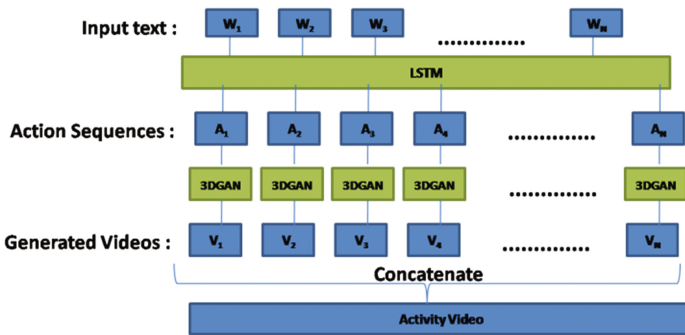 Input text : W1 W2 W3 .............. WN
LSTM
Action Sequences : A1 A2 A3 A4 .............. AN
3DGAN 3DGAN 3DGAN 3DGAN .............. 3DGAN
Generated Videos : V1 V2 V3 V4 .............. VN
Concatenate
Activity Video